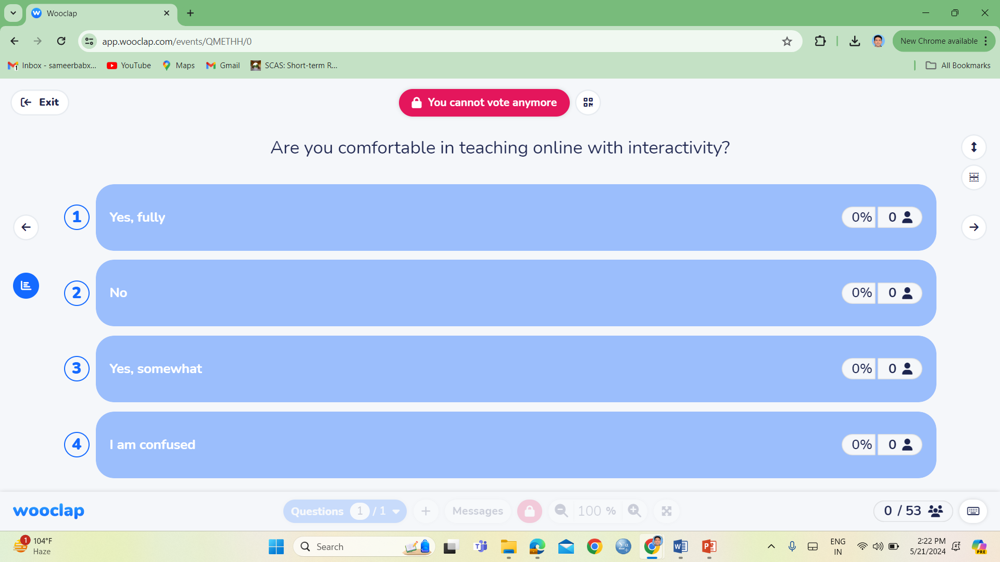 Wooclap
app.wooclap.com/events/QMETHH/0
New Chrome available
1 Inbox - sameerbabx... YouTube Maps Gmail SCAS: Short-term R... All Bookmarks
Exit
You cannot vote anymore
Are you comfortable in teaching online with interactivity?
1 Yes, fully 0% 0
2 No 0% 0
3 Yes, somewhat 0% 0
4 I am confused 0% 0
wooclap Questions 1 / 1 + Messages 100 % 0 / 53
1 104°F
Haze
Search
ENG
IN
2:22 PM
5/21/2024
PRE